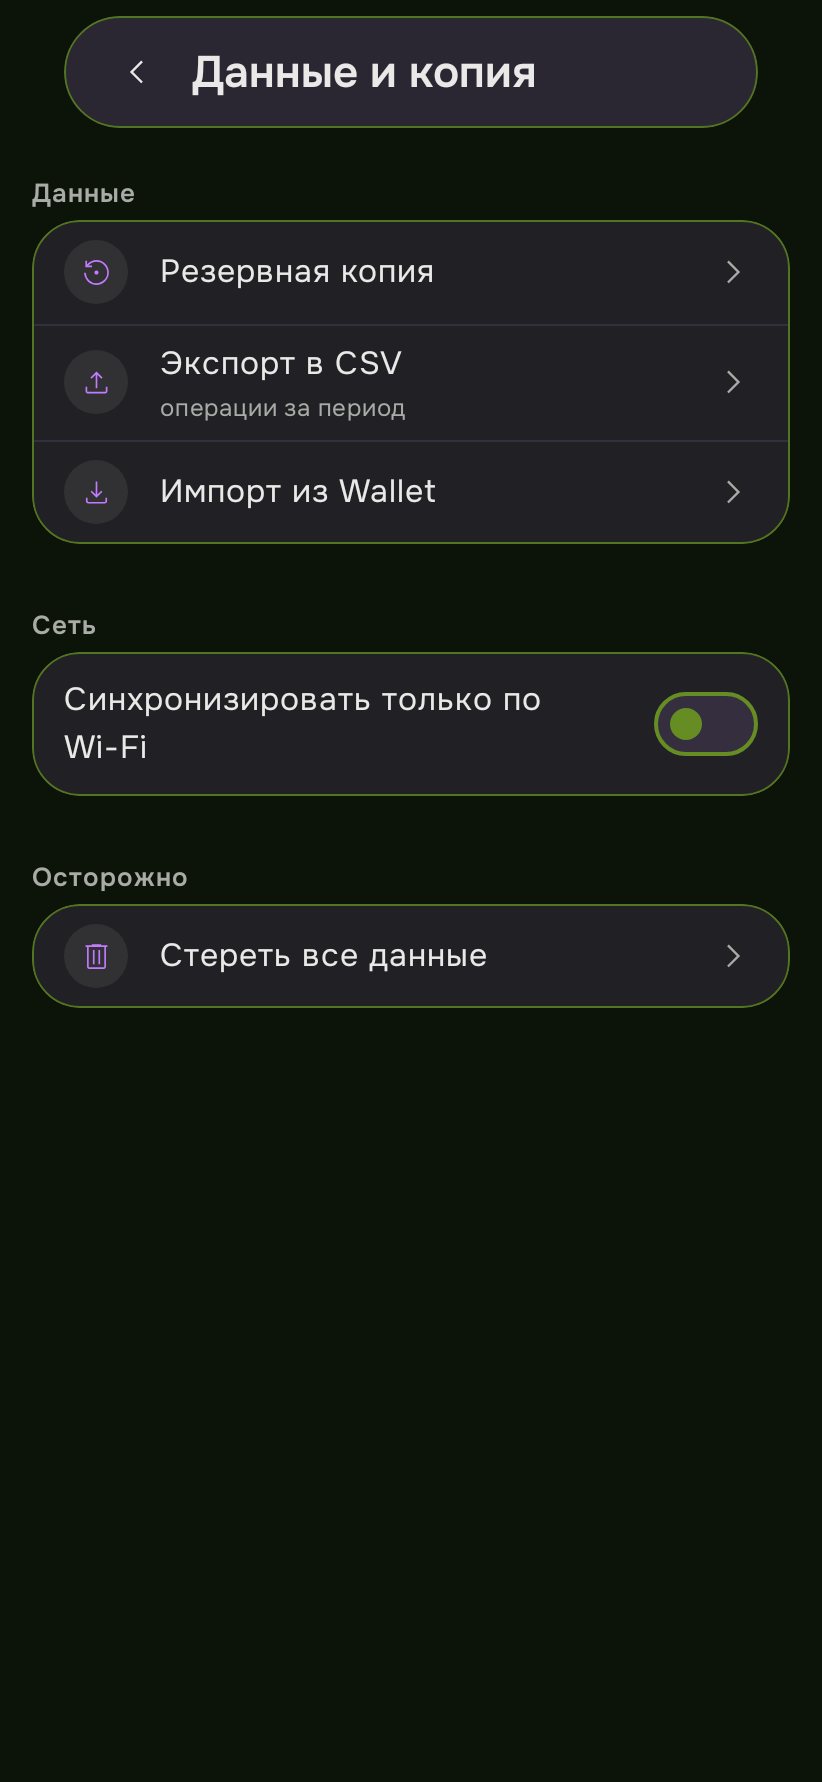 Данные и копия
Данные
Резервная копия
Экспорт в CSV
операции за период
Импорт из Wallet
Сеть
Синхронизировать только по
Wi-Fi
Осторожно
Стереть все данные